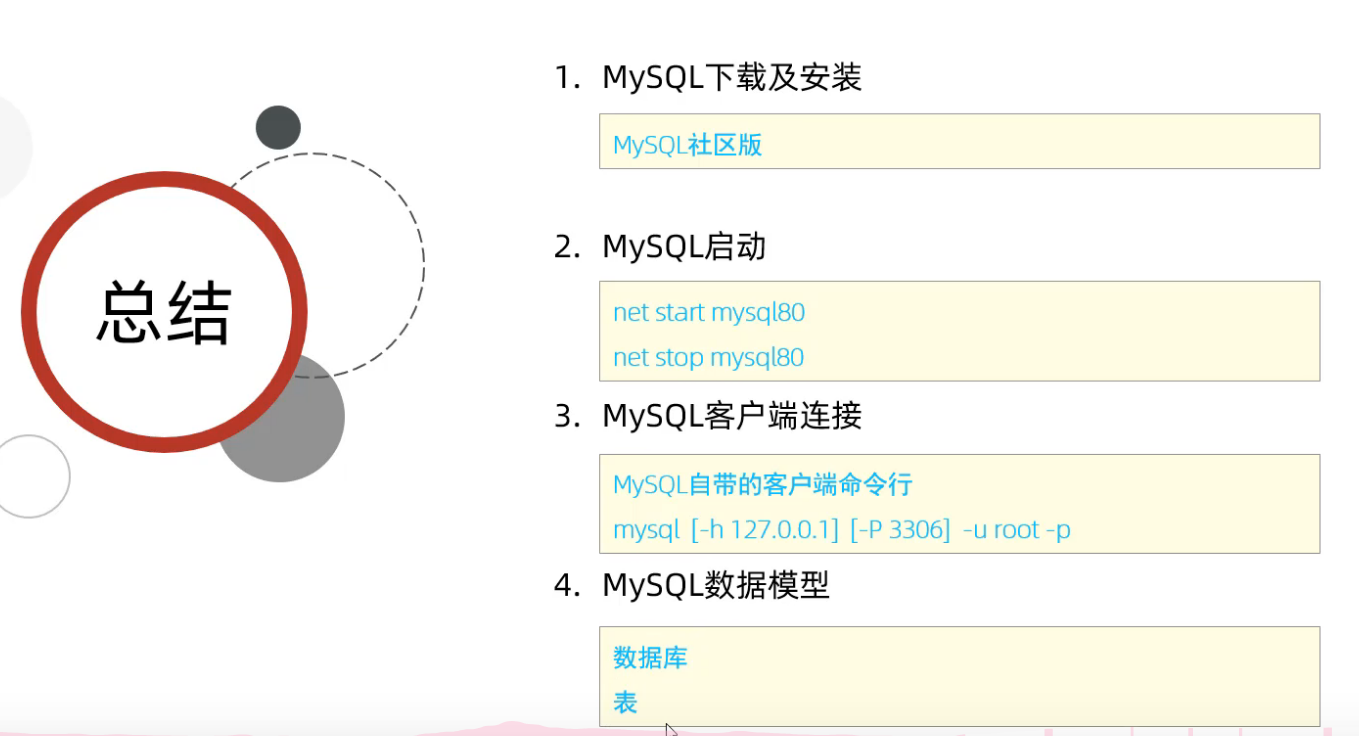 总结
1. MySQL下载及安装
MySQL社区版
2. MySQL启动
net start mysql80
net stop mysql80
3. MySQL客户端连接
MySQL自带的客户端命令行
mysql [-h 127.0.0.1] [-P 3306] -u root -p
4. MySQL数据模型
数据库
表